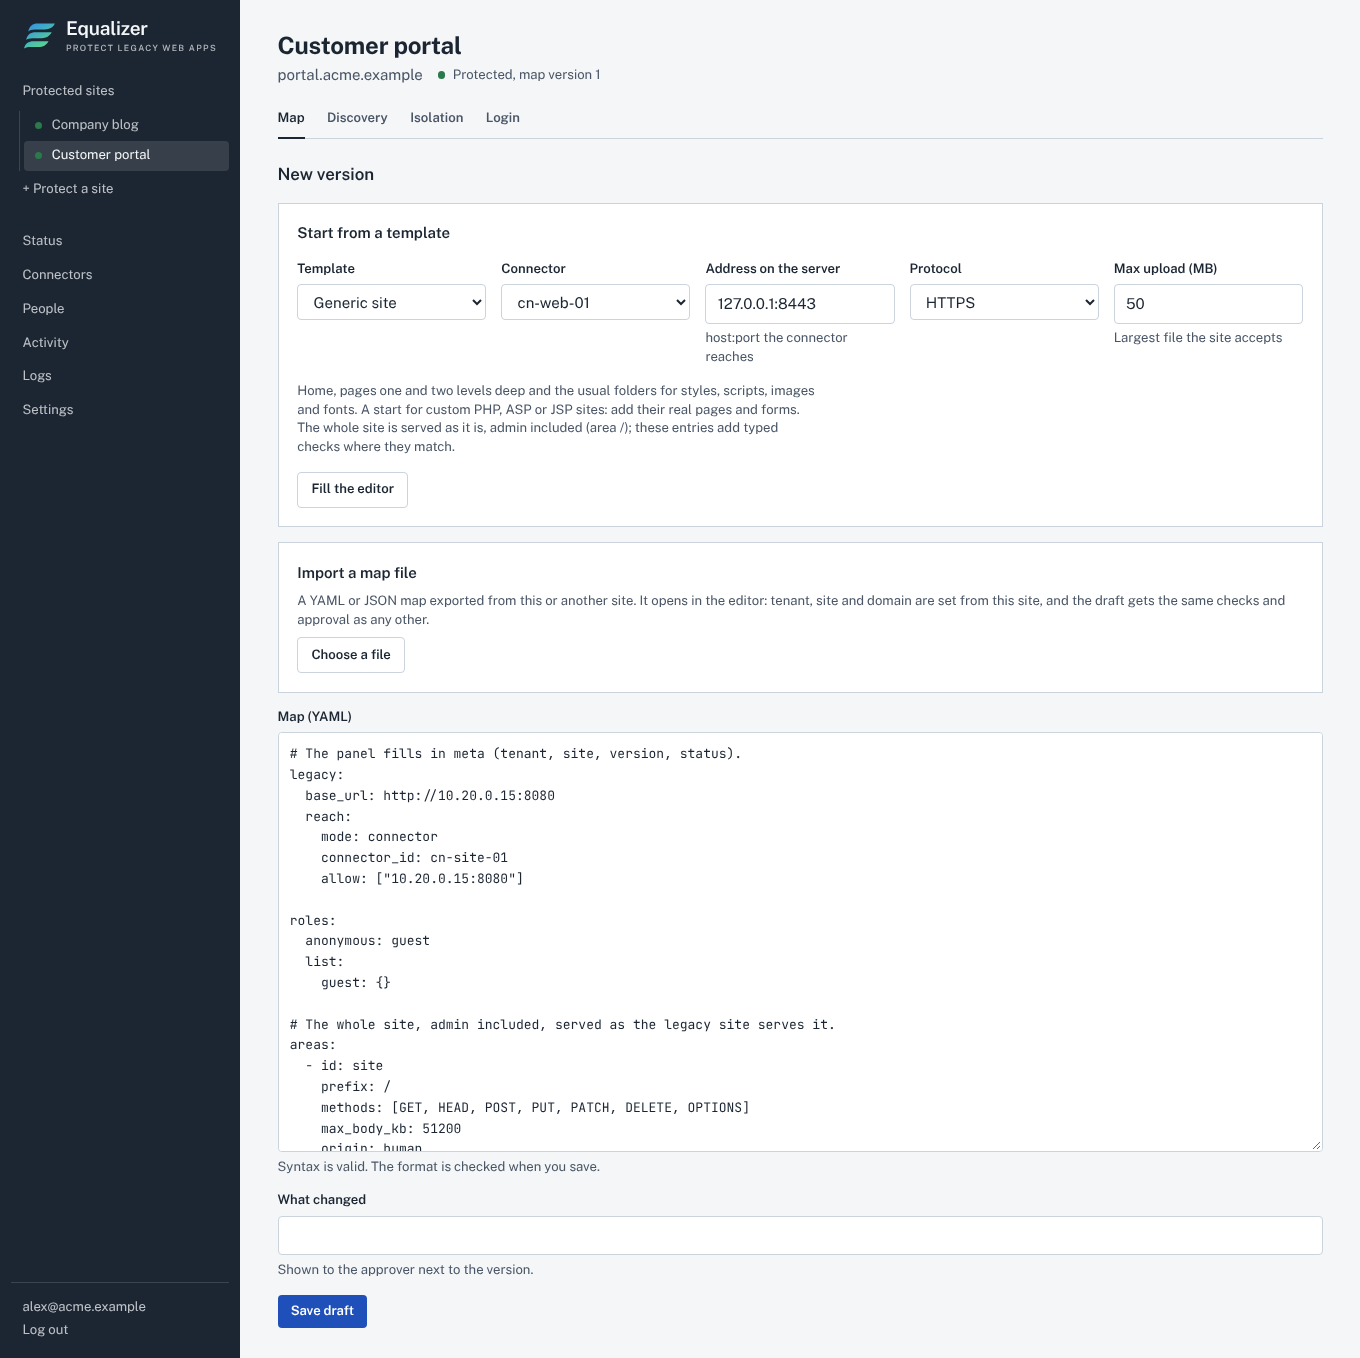 Equalizer
PROTECT LEGACY WEB APPS
Protected sites
Company blog
Customer portal
+ Protect a site
Status
Connectors
People
Activity
Logs
Settings
alex@acme.example
Log out
Customer portal
portal.acme.example Protected, map version 1
Map Discovery Isolation Login
New version
Start from a template
Template Connector Address on the server Protocol Max upload (MB)
Generic site cn-web-01 127.0.0.1:8443 HTTPS 50
host:port the connector Largest file the site accepts
reaches
Home, pages one and two levels deep and the usual folders for styles, scripts, images
and fonts. A start for custom PHP, ASP or JSP sites: add their real pages and forms.
The whole site is served as it is, admin included (area /); these entries add typed
checks where they match.
Fill the editor
Import a map file
A YAML or JSON map exported from this or another site. It opens in the editor: tenant, site and domain are set from this site, and the draft gets the same checks and
approval as any other.
Choose a file
Map (YAML)
# The panel fills in meta (tenant, site, version, status).
legacy:
  base_url: http://10.20.0.15:8080
  reach:
    mode: connector
    connector_id: cn-site-01
    allow: ["10.20.0.15:8080"]
roles:
  anonymous: guest
  list:
    guest: {}
# The whole site, admin included, served as the legacy site serves it.
areas:
  - id: site
    prefix: /
    methods: [GET, HEAD, POST, PUT, PATCH, DELETE, OPTIONS]
    max_body_kb: 51200
    origin: human
Syntax is valid. The format is checked when you save.
What changed
Shown to the approver next to the version.
Save draft